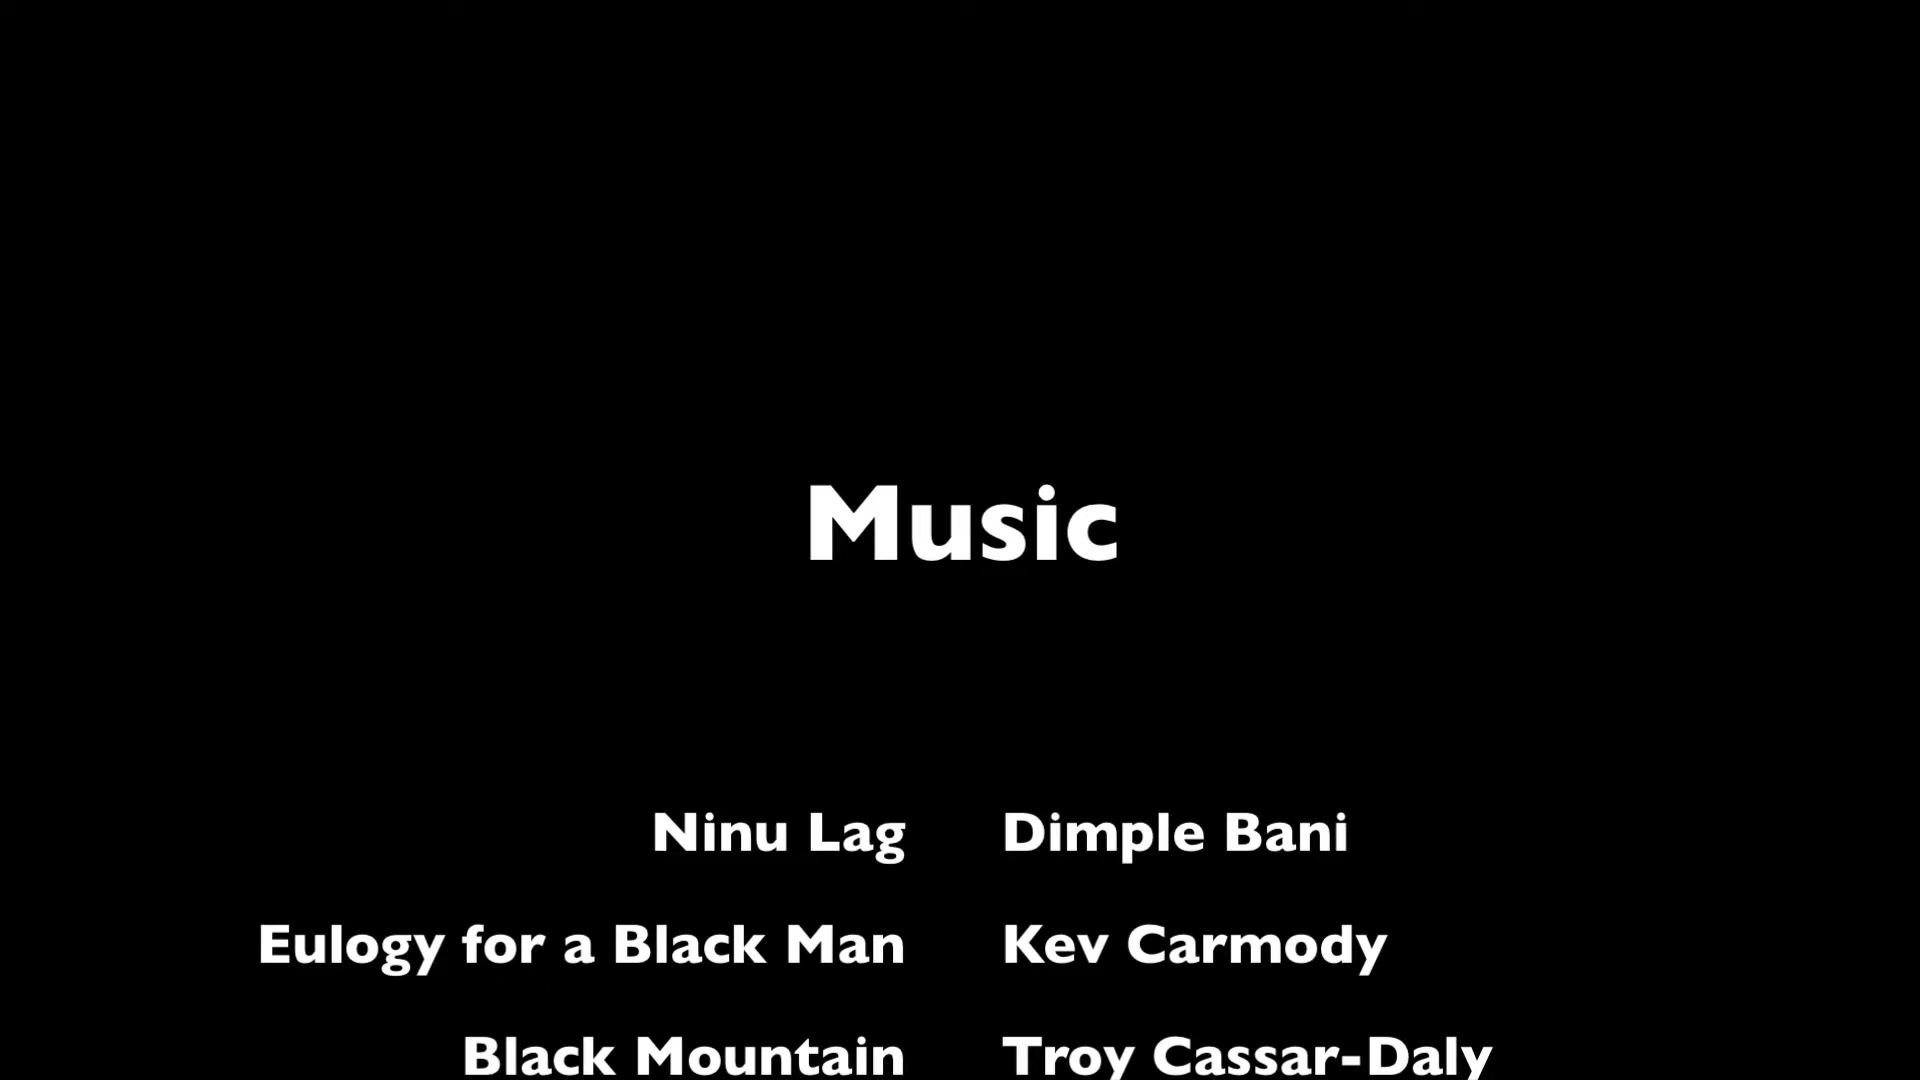 Music
Ninu Lag Dimple Bani
Eulogy for a Black Man Kev Carmody
Black Mountain Troy Cassar-Daly